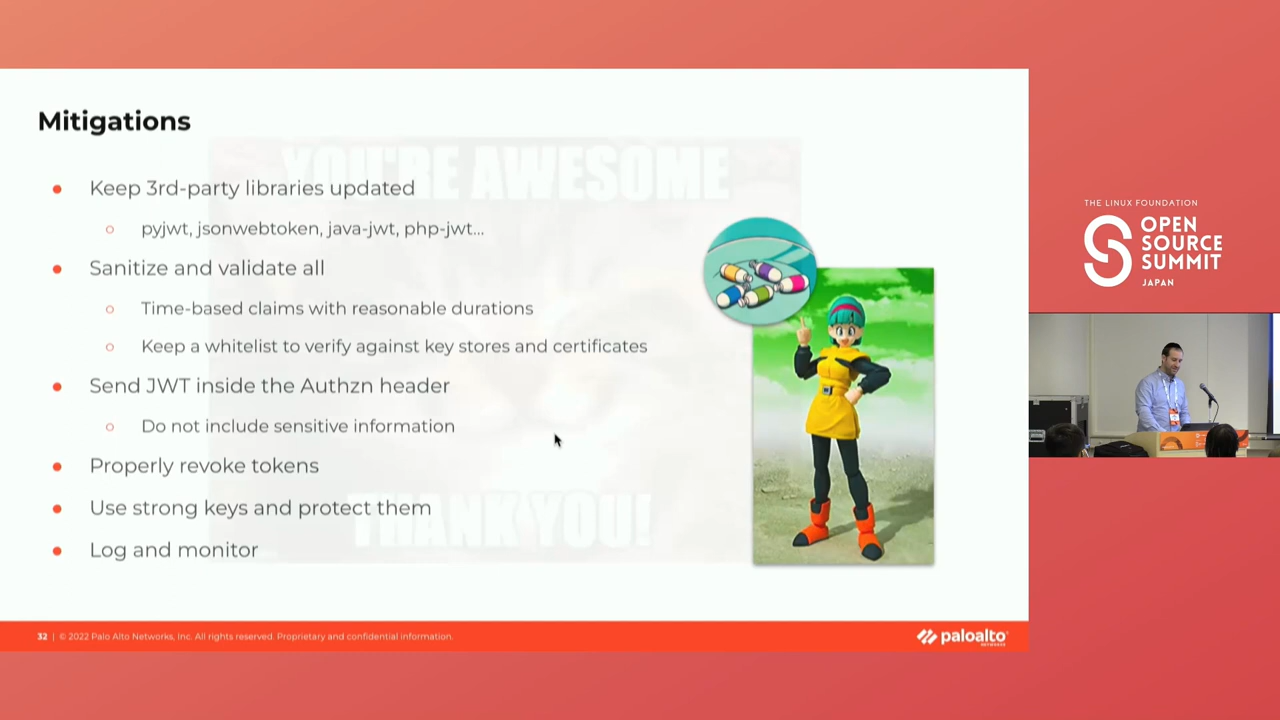 Mitigations
YOU'RE AWESOME
● Keep 3rd-party libraries updated
○ pyjwt, jsonwebtoken, java-jwt, php-jwt...
● Sanitize and validate all
○ Time-based claims with reasonable durations
○ Keep a whitelist to verify against key stores and certificates
● Send JWT inside the Authzn header
○ Do not include sensitive information
● Properly revoke tokens
● Use strong keys and protect them
THANK YOU!
● Log and monitor
32 | © 2022 Palo Alto Networks, Inc. All rights reserved. Proprietary and confidential information.
paloalto
NETWORKS
THE LINUX FOUNDATION
OPEN
SOURCE
SUMMIT
JAPAN